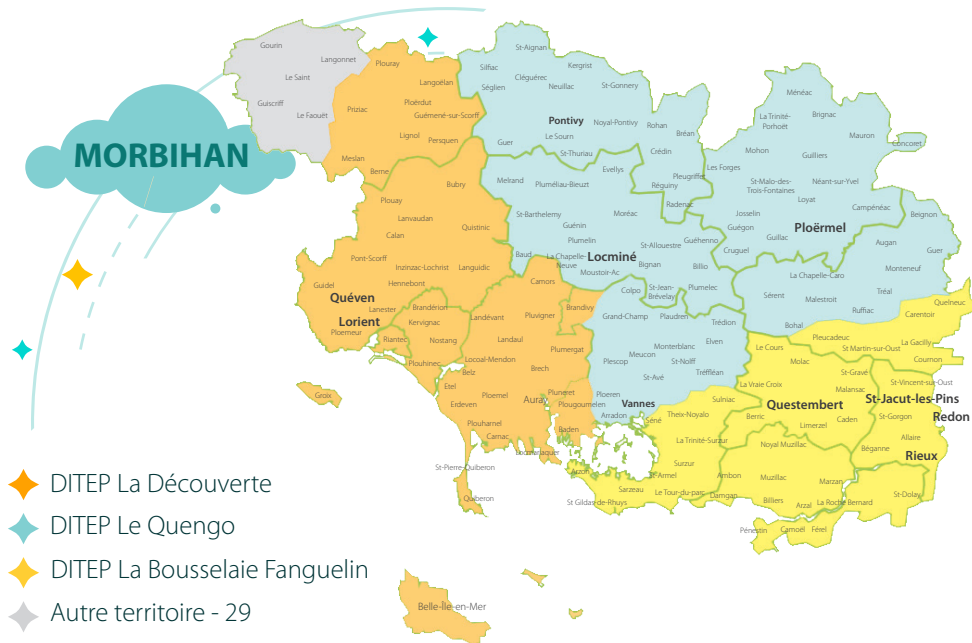 MORBIHAN
Gourin
Langonnet
Le Saint
Guiscriff
Le Faouët
Plouray
Langoëlan
Ploërdut
Priziac
Guémené-sur-Scorff
Lignol
Persquen
Meslan
Berne
St-Aignan
Silfiac
Kergrist
Cléguérec
Séglien
Neuillac
St-Gonnery
Pontivy
Noyal-Pontivy
Rohan
Le Sourn
Bréan
Guer
St-Thuriau
Crédin
Evellys
Pleugriffet
Réguiny
Radenac
Melrand
Pluméliau-Bieuzt
Bubry
Plouay
Lanvaudan
Quistinic
Calan
St-Barthelemy
Moréac
Guénin
Plumelin
St-Allouestre
Guéhenno
Baud
La Chapelle-
Neuve
Locminé
Bignan
Billio
Moustoir-Ac
Ménéac
La Trinité-
Porhoët
Brignac
Mauron
Concoret
Mohon
Guilliers
Les Forges
St-Malo-des
-Trois-Fontaines
Néant-sur-Yvel
Loyat
Josselin
Campénéac
Beignon
Guégon
Ploërmel
Cruguel
Guillac
Augan
Guer
Monteneuf
La Chapelle-Caro
Sérent
Malestroit
Tréal
Ruffiac
Bohal
Pont-Scorff
Inzinzac-Lochrist
Languidic
Guidel
Hennebont
Quéven
Lanester
Brandérion
Lorient
Kervignac
Ploemeur
Riantec
Nostang
Plouhinec
Groix
Camors
Landévant
Pluvigner
Brandivy
Landaul
Plumergat
Locoal-Mendon
Brech
Belz
Etel
Ploemel
Auray
Pluneret
Erdeven
Plougoumelen
Plouharnel
Baden
Carnac
Locmariaquer
St-Pierre-Quiberon
Quiberon
Belle-Île-en-Mer
Colpo
St-Jean-
Brévelay
Plumelec
Grand-Champ
Plaudren
Trédion
Elven
Monterblanc
Meucon
Plescop
St-Nolff
St-Avé
Tréffléan
Ploeren
Vannes
Arradon
Quelneuc
Carentoir
Pleucadeuc
La Gacilly
Le Cours
St-Martin-sur-Oust
Cournon
Molac
St-Gravé
St-Vincent-sur-Oust
La Vraie Croix
Malansac
St-Jacut-les-Pins
Sulniac
Questembert
Redon
Séné
Theix-Noyalo
Berric
Caden
St-Gorgon
Limerzel
La Trinité-Surzur
Noyal Muzillac
Allaire
Béganne
Rieux
Surzur
Arzon
St-Armel
Ambon
Muzillac
Marzan
Sarzeau
Le Tour-du-parc
Damgan
Billiers
Arzal
La Roche Bernard
St-Dolay
St Gildas-de-Rhuys
Pénestin
Camoël
Férel
DITEP La Découverte
DITEP Le Quengo
DITEP La Bousselaie Fanguelin
Autre territoire - 29